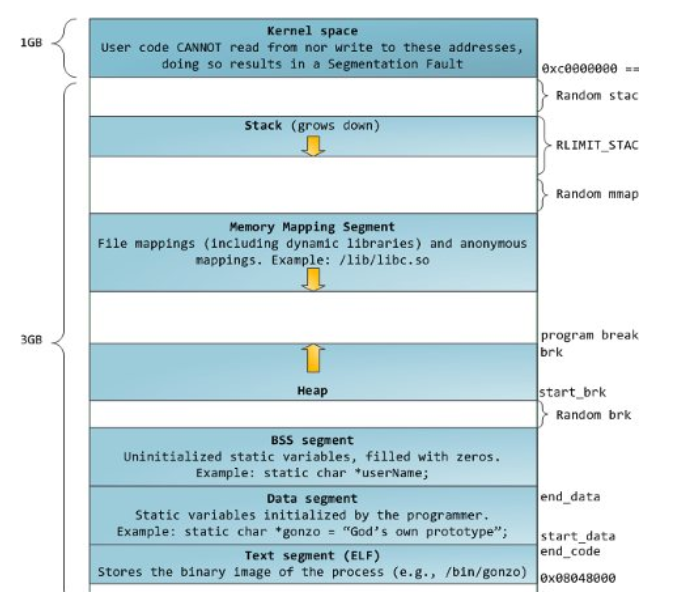 Kernel space
1GB
User code CANNOT read from nor write to these addresses,
doing so results in a Segmentation Fault
0xc0000000 ==
Random stac
Stack (grows down)
RLIMIT_STAC
Random mmap
Memory Mapping Segment
File mappings (including dynamic libraries) and anonymous
mappings. Example: /lib/libc.so
3GB
program break
brk
Heap
start_brk
Random brk
BSS segment
Uninitialized static variables, filled with zeros.
Example: static char *userName;
Data segment
end_data
Static variables initialized by the programmer.
Example: static char *gonzo = “God’s own prototype”;
start_data
end_code
Text segment (ELF)
Stores the binary image of the process (e.g., /bin/gonzo)
0x08048000